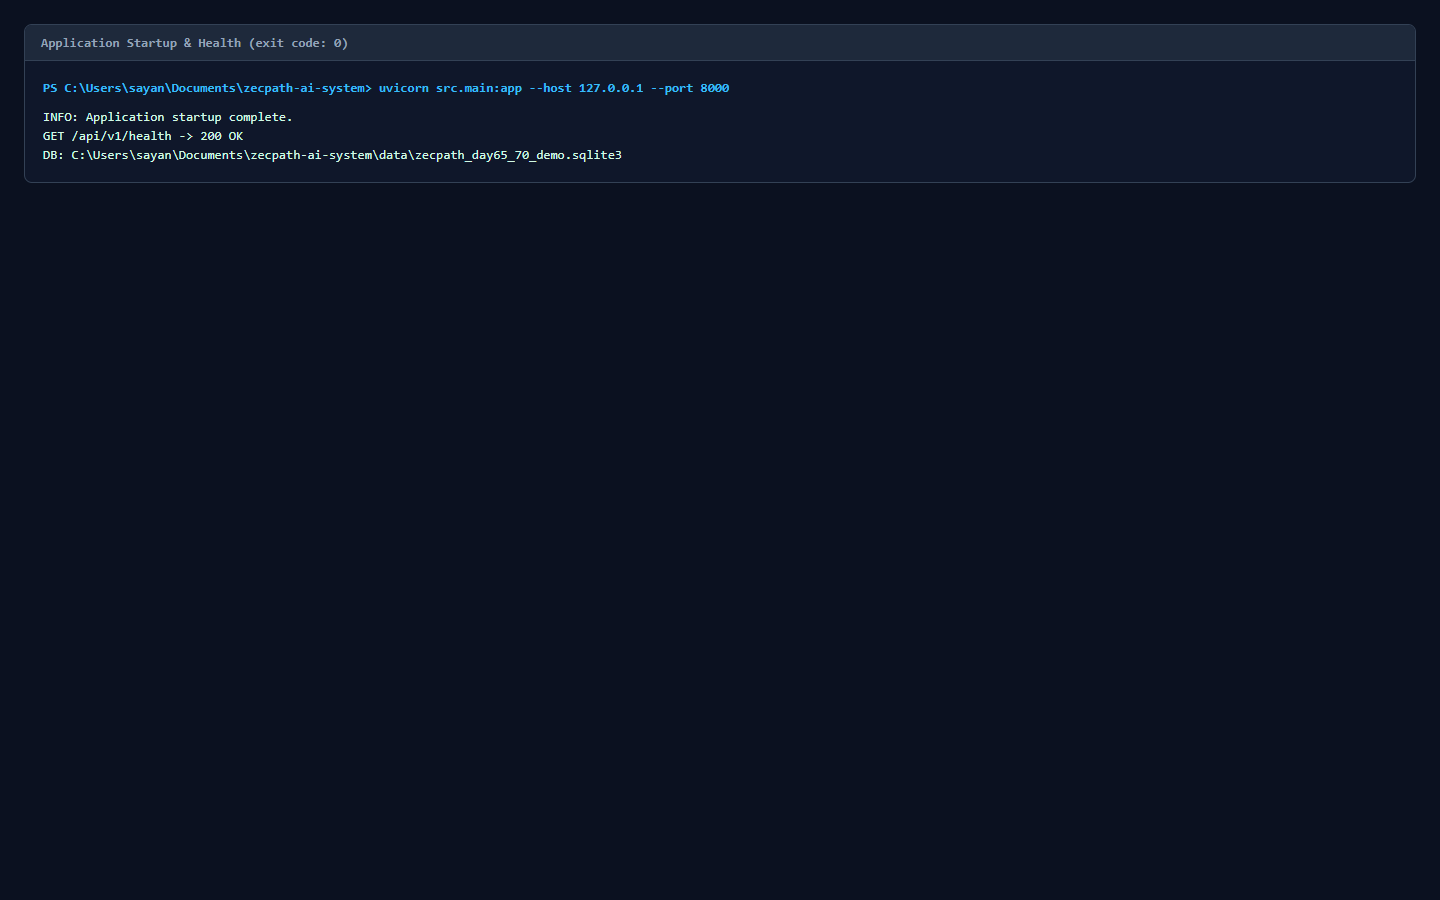 Application Startup & Health (exit code: 0)
PS C:\Users\sayan\Documents\zecpath-ai-system> uvicorn src.main:app --host 127.0.0.1 --port 8000
INFO: Application startup complete.
GET /api/v1/health -> 200 OK
DB: C:\Users\sayan\Documents\zecpath-ai-system\data\zecpath_day65_70_demo.sqlite3